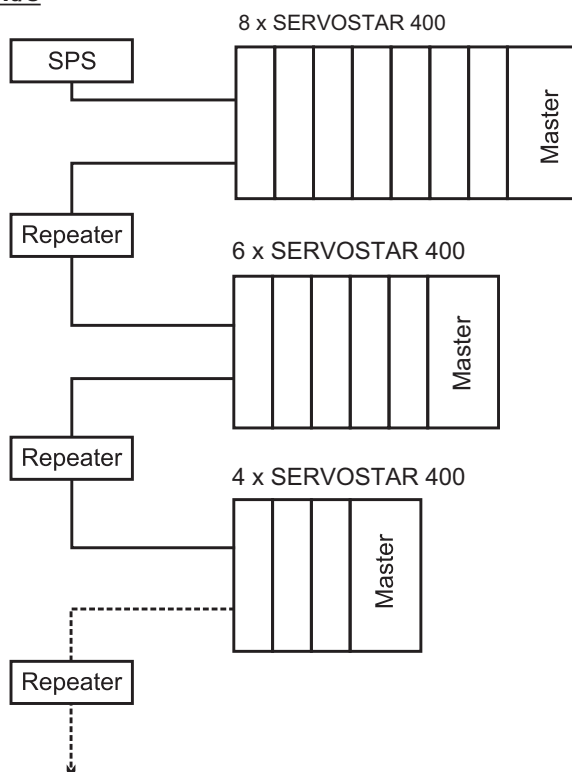 8 x SERVOSTAR 400
SPS
Master
Repeater
6 x SERVOSTAR 400
Master
Repeater
4 x SERVOSTAR 400
Master
Repeater